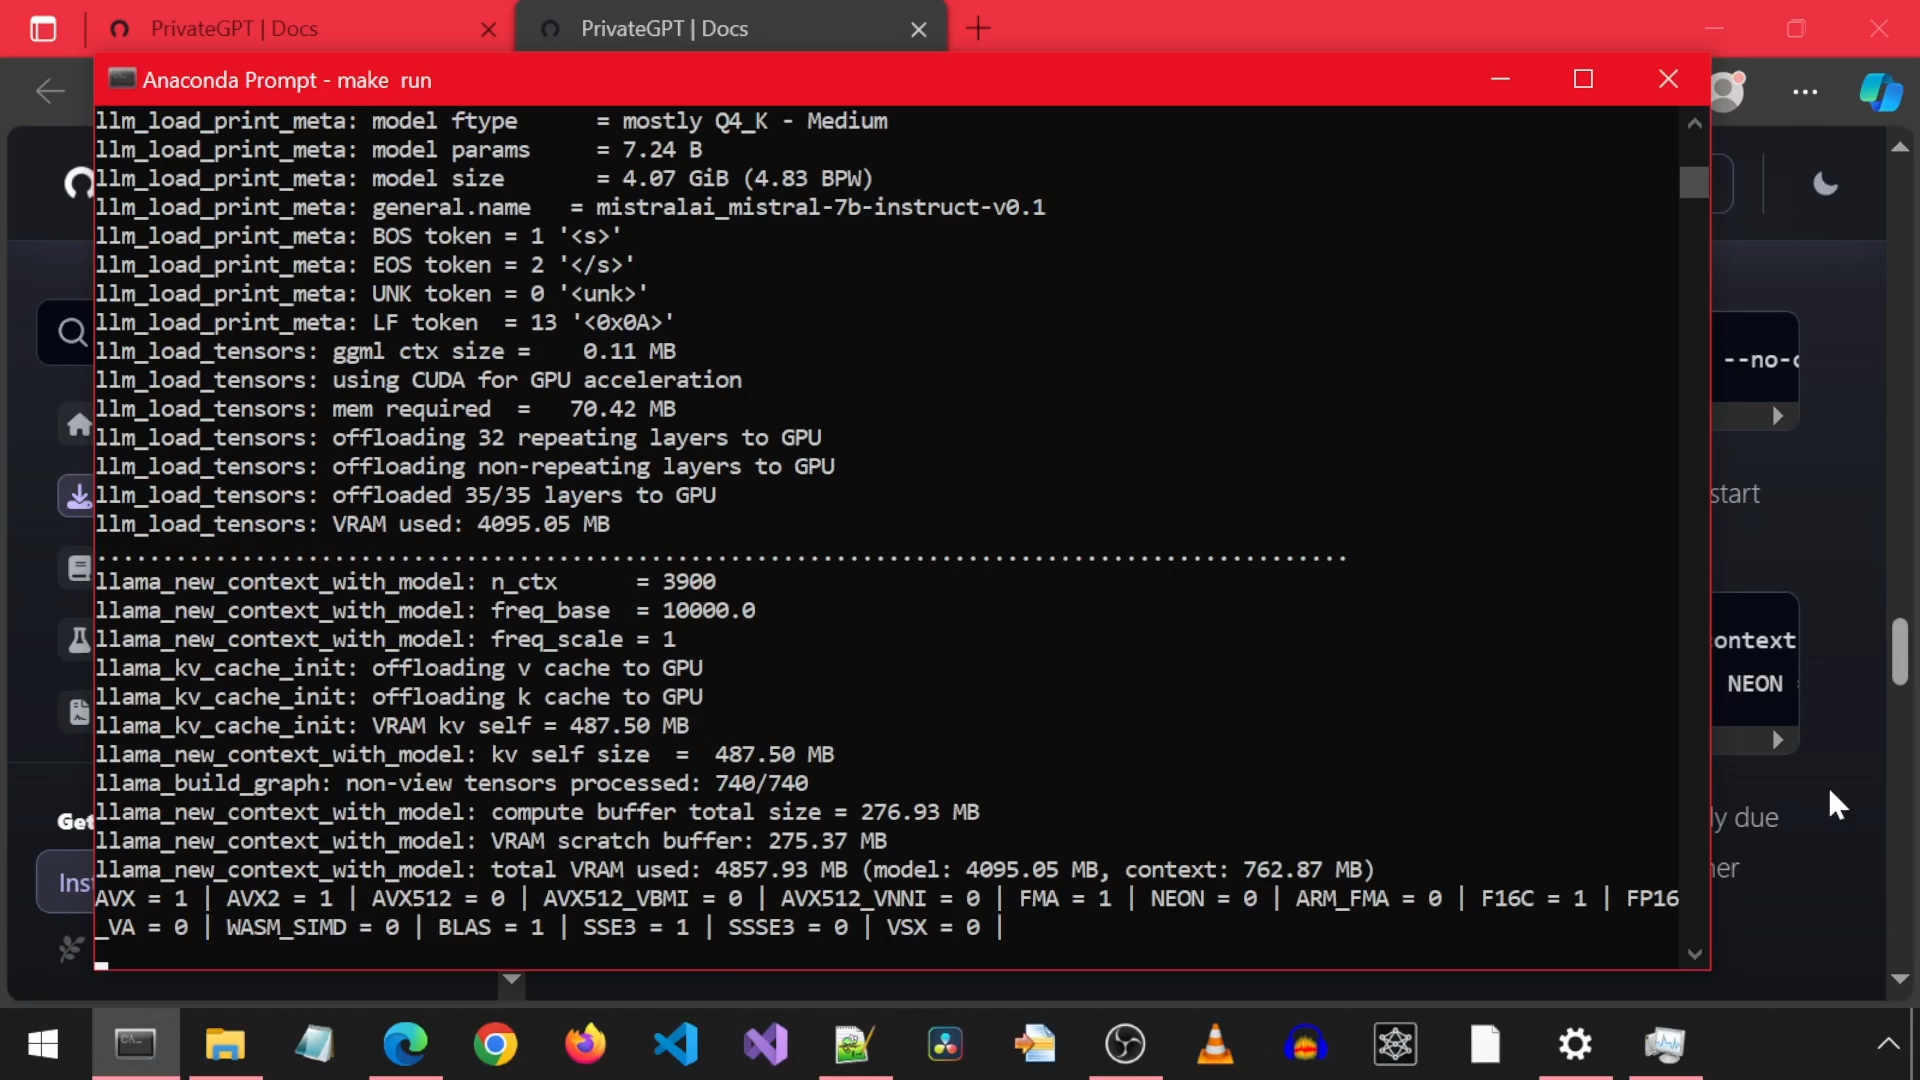 PrivateGPT | Docs
PrivateGPT | Docs
Anaconda Prompt - make run
llm_load_print_meta: model ftype = mostly Q4_K - Medium
llm_load_print_meta: model params = 7.24 B
llm_load_print_meta: model size = 4.07 GiB (4.83 BPW)
llm_load_print_meta: general.name = mistralai_mistral-7b-instruct-v0.1
llm_load_print_meta: BOS token = 1 '<s>'
llm_load_print_meta: EOS token = 2 '</s>'
llm_load_print_meta: UNK token = 0 '<unk>'
llm_load_print_meta: LF token = 13 '<0x0A>'
llm_load_tensors: ggml ctx size = 0.11 MB
llm_load_tensors: using CUDA for GPU acceleration
llm_load_tensors: mem required = 70.42 MB
llm_load_tensors: offloading 32 repeating layers to GPU
llm_load_tensors: offloading non-repeating layers to GPU
llm_load_tensors: offloaded 35/35 layers to GPU
llm_load_tensors: VRAM used: 4095.05 MB
...............................................................................................
llama_new_context_with_model: n_ctx = 3900
llama_new_context_with_model: freq_base = 10000.0
llama_new_context_with_model: freq_scale = 1
llama_kv_cache_init: offloading v cache to GPU
llama_kv_cache_init: offloading k cache to GPU
llama_kv_cache_init: VRAM kv self = 487.50 MB
llama_new_context_with_model: kv self size = 487.50 MB
llama_build_graph: non-view tensors processed: 740/740
llama_new_context_with_model: compute buffer total size = 276.93 MB
llama_new_context_with_model: VRAM scratch buffer: 275.37 MB
llama_new_context_with_model: total VRAM used: 4857.93 MB (model: 4095.05 MB, context: 762.87 MB)
AVX = 1 | AVX2 = 1 | AVX512 = 0 | AVX512_VBMI = 0 | AVX512_VNNI = 0 | FMA = 1 | NEON = 0 | ARM_FMA = 0 | F16C = 1 | FP16
_VA = 0 | WASM_SIMD = 0 | BLAS = 1 | SSE3 = 1 | SSSE3 = 0 | VSX = 0 |
--no-c
start
ontext
NEON
ly due
ner
Get
Inst